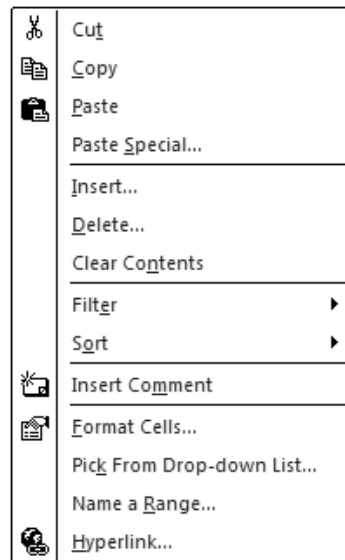 Cut
Copy
Paste
Paste Special...
Insert...
Delete...
Clear Contents
Filter
Sort
Insert Comment
Format Cells...
Pick From Drop-down List...
Name a Range...
Hyperlink...